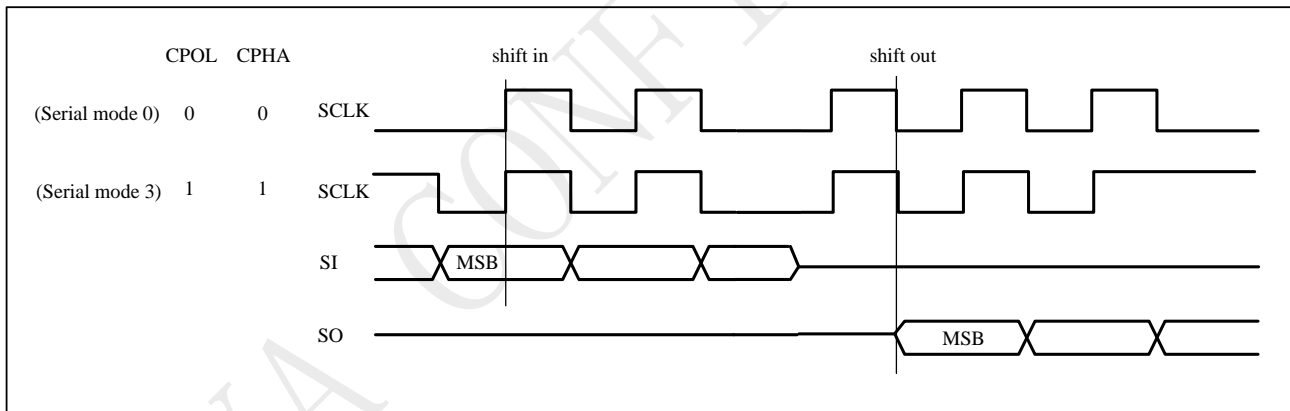 CPOL CPHA shift in shift out
(Serial mode 0) 0 0 SCLK
(Serial mode 3) 1 1 SCLK
SI MSB
SO MSB